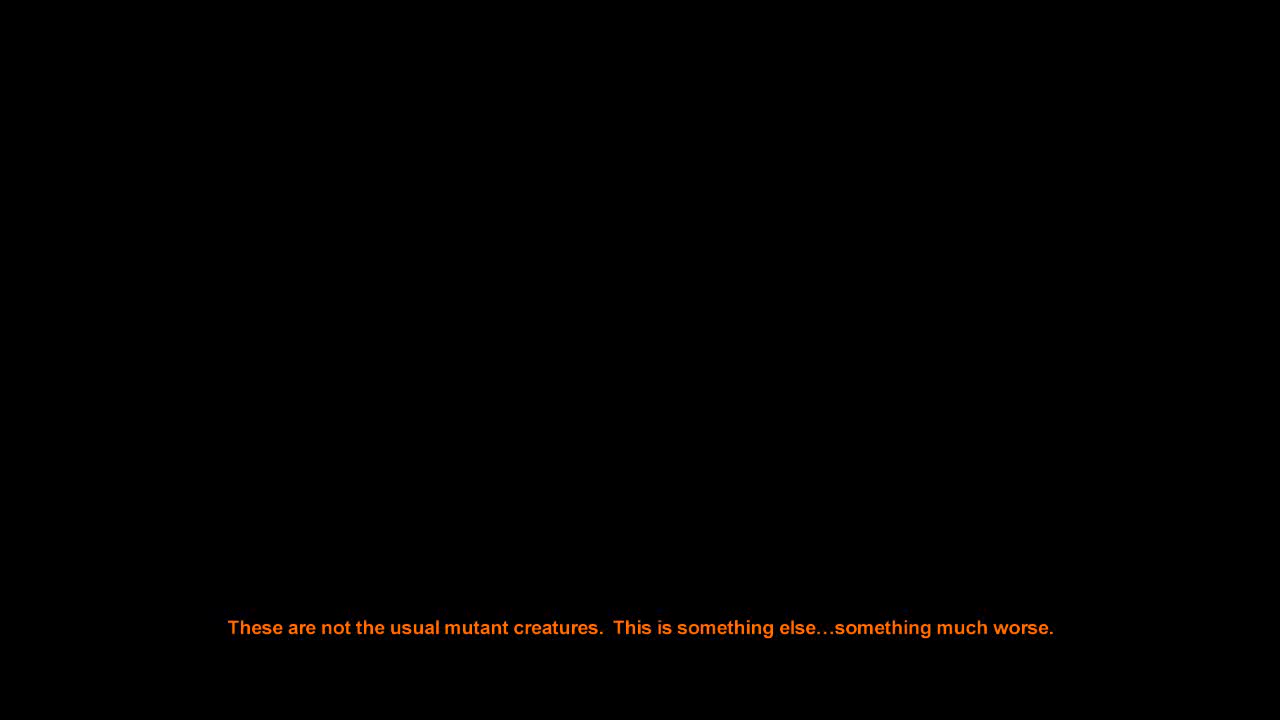 These are not the usual mutant creatures.  This is something else…something much worse.